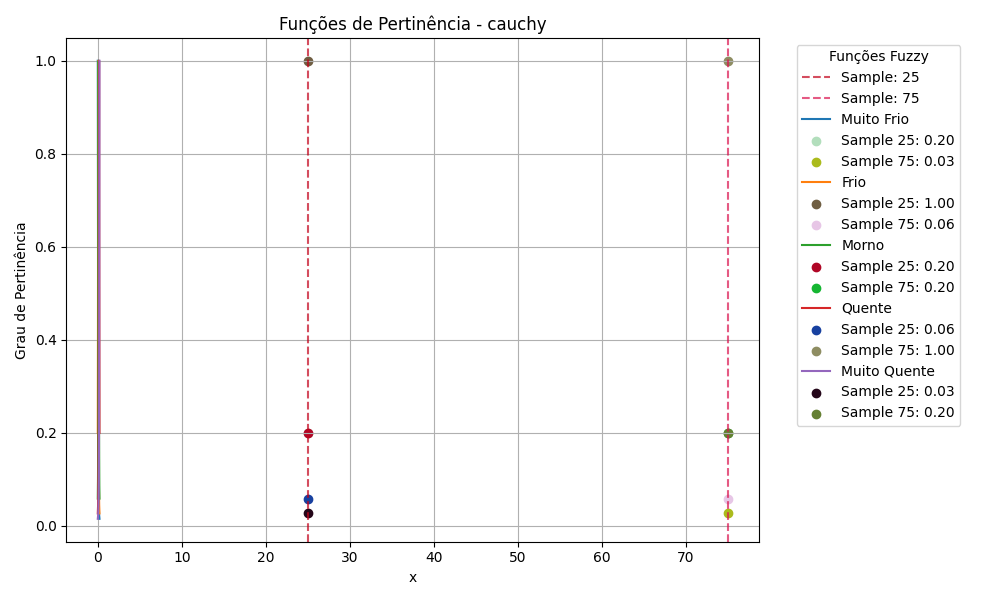 Funções de Pertinência - cauchy
Grau de Pertinência
1.0
0.8
0.6
0.4
0.2
0.0
0
10
20
30
40
50
60
70
x
Funções Fuzzy
Sample: 25
Sample: 75
Muito Frio
Sample 25: 0.20
Sample 75: 0.03
Frio
Sample 25: 1.00
Sample 75: 0.06
Morno
Sample 25: 0.20
Sample 75: 0.20
Quente
Sample 25: 0.06
Sample 75: 1.00
Muito Quente
Sample 25: 0.03
Sample 75: 0.20